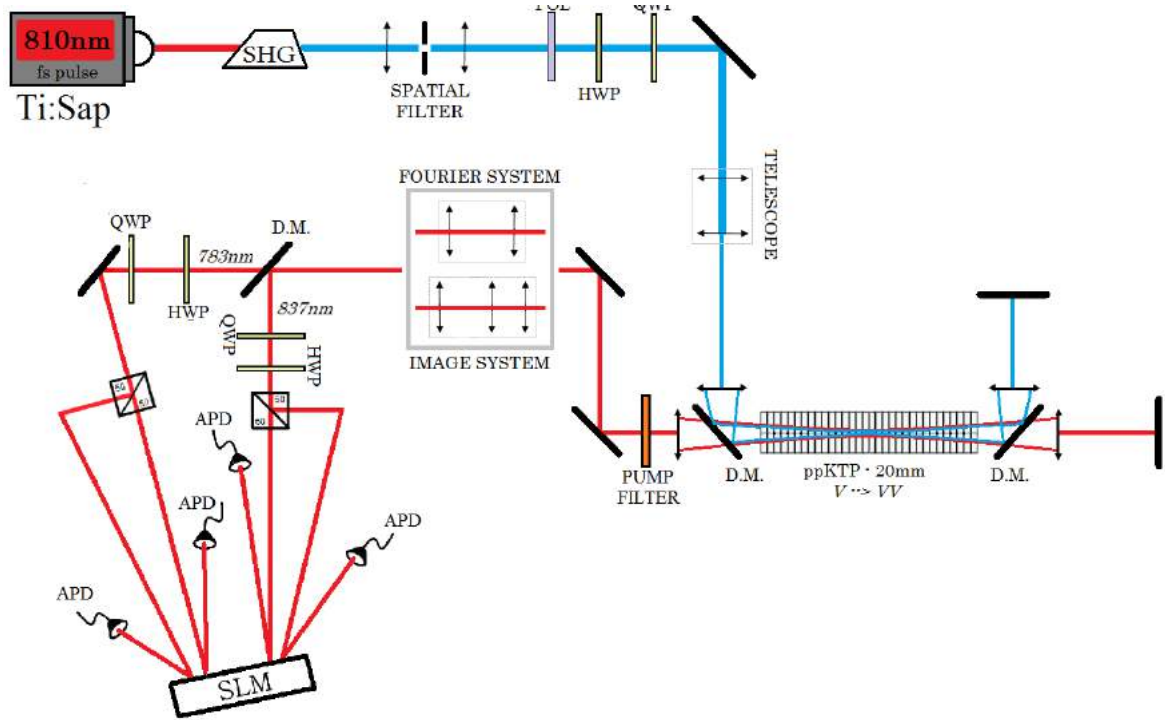 810nm
fs pulse
Ti:Sap
SHG
SPATIAL
FILTER
HWP
TELESCOPE
FOURIER SYSTEM
IMAGE SYSTEM
QWP
HWP
783nm
D.M.
837nm
QWP
HWP
50
50
50
50
APD
APD
APD
APD
SLM
PUMP
FILTER
D.M.
ppKTP · 20mm
V --> VV
D.M.